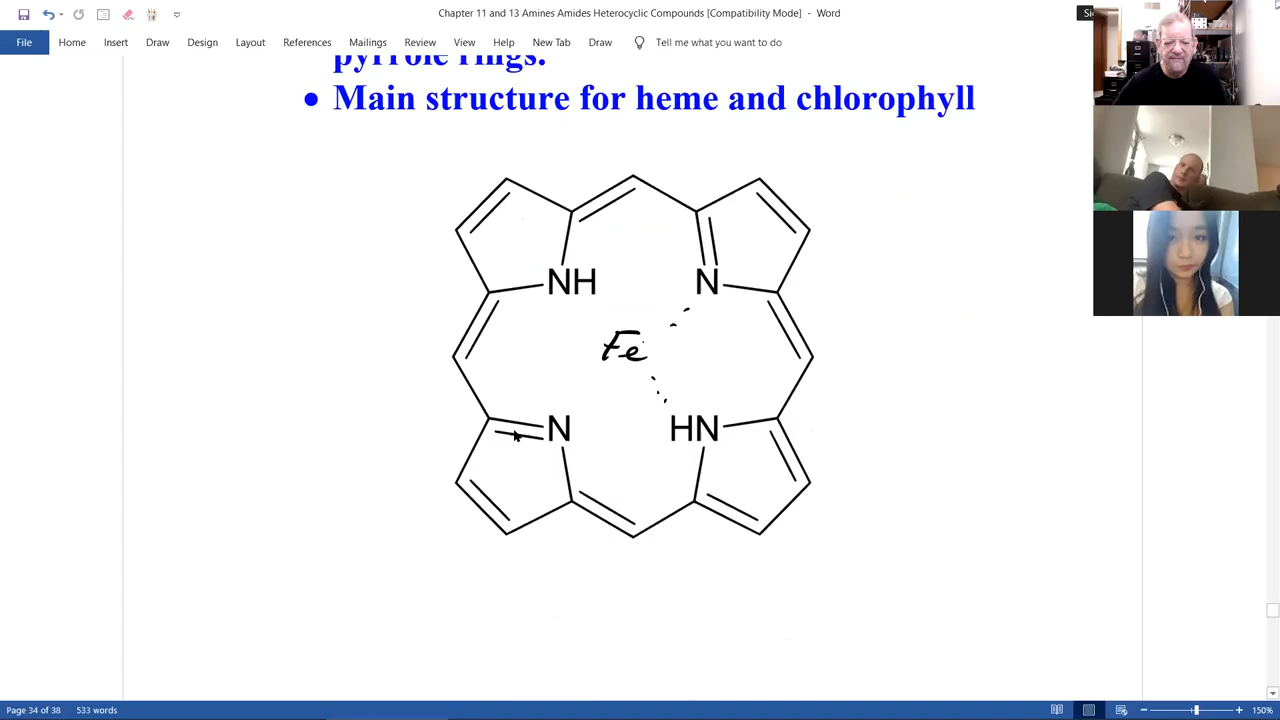 Chapter 11 and 13 Amines Amides Heterocyclic Compounds [Compatibility Mode] - Word
File Home Insert Draw Design Layout References Mailings Review View Help New Tab Draw Tell me what you want to do
pyrrole rings.
• Main structure for heme and chlorophyll
NH N
Fe
N HN
Page 34 of 38 533 words 150%